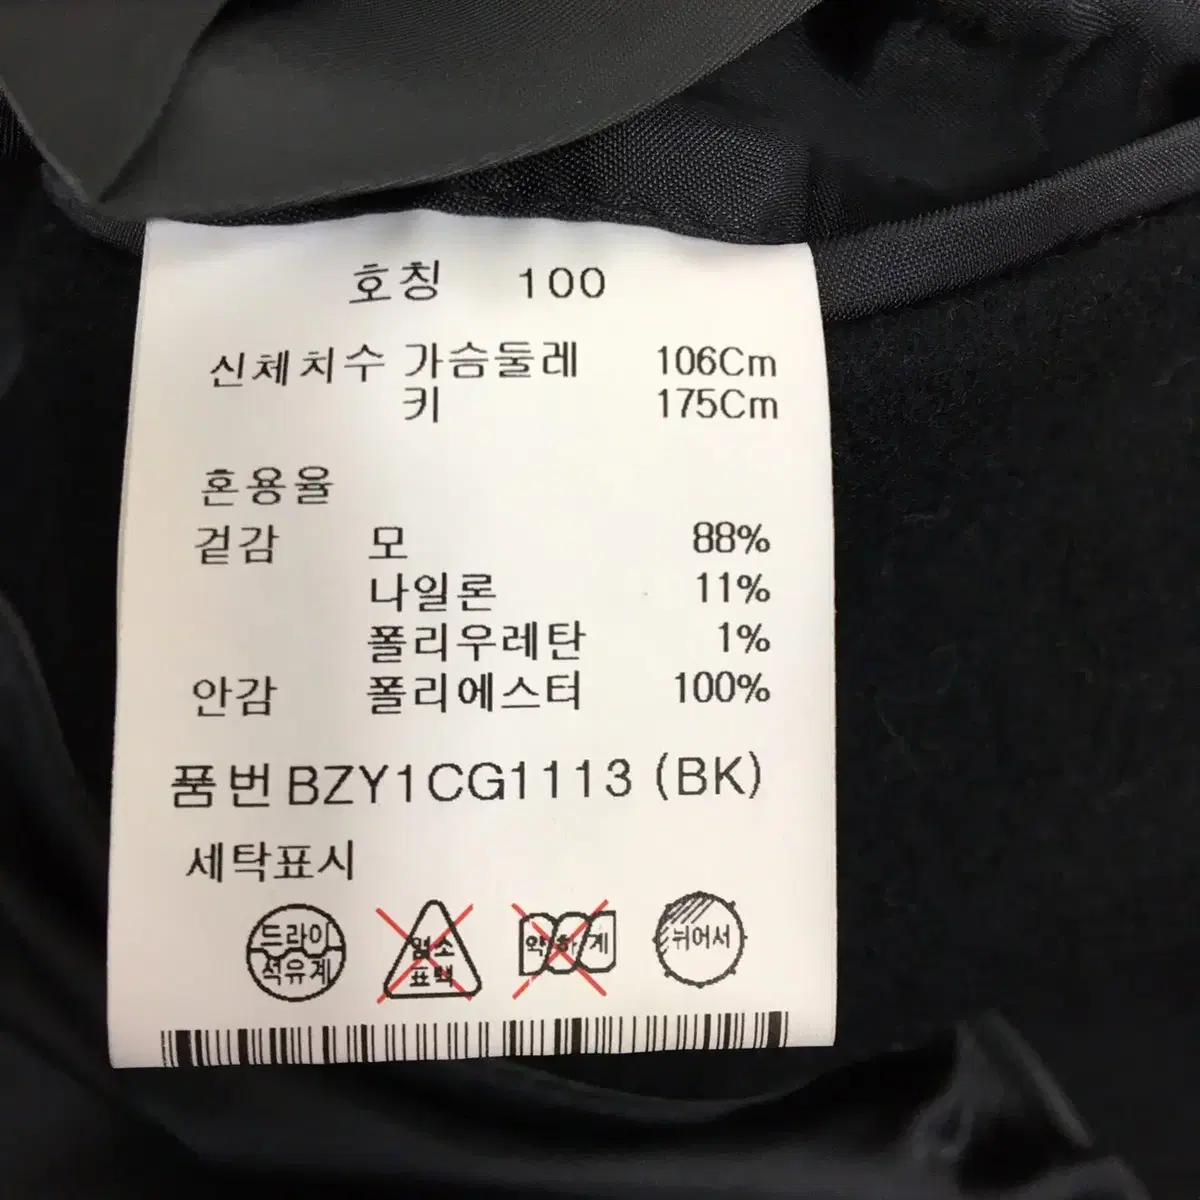 호칭 100
신체치수 가슴둘레 106Cm
키 175Cm
혼용율
겉감 모 88%
나일론 11%
폴리우레탄 1%
안감 폴리에스터 100%
품번 BZY1CG1113 (BK)
세탁표시
드라이 염소 약하게 뉘어서
석유계 표백